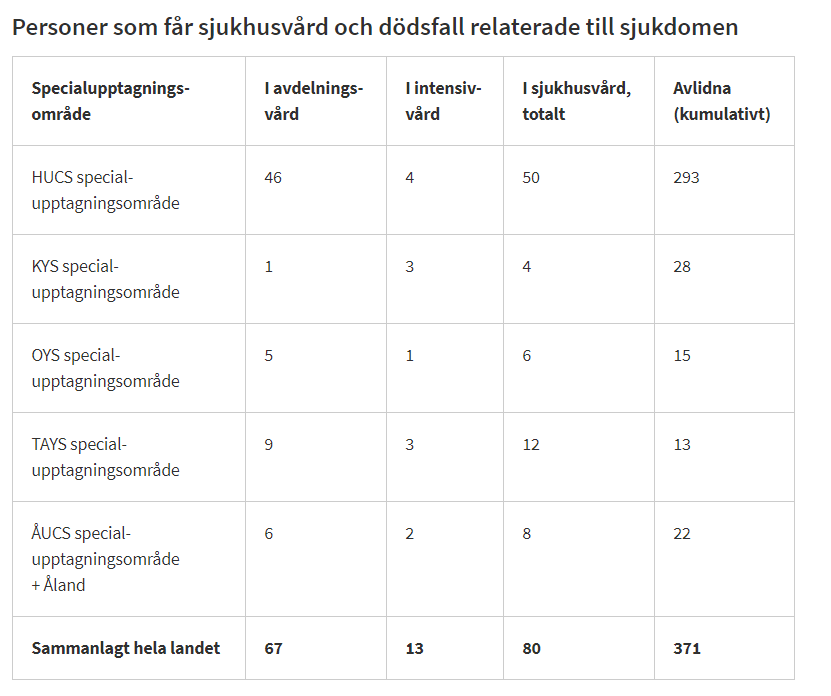 Personer som får sjukhusvård och dödsfall relaterade till sjukdomen
Specialupptagnings-
område
I avdelnings-
vård
I intensiv-
vård
I sjukhusvård,
totalt
Avlidna
(kumulativt)
HUCS special-
upptagningsområde
46
4
50
293
KYS special-
upptagningsområde
1
3
4
28
OYS special-
upptagningsområde
5
1
6
15
TAYS special-
upptagningsområde
9
3
12
13
ÅUCS special-
upptagningsområde
+ Åland
6
2
8
22
Sammanlagt hela landet
67
13
80
371